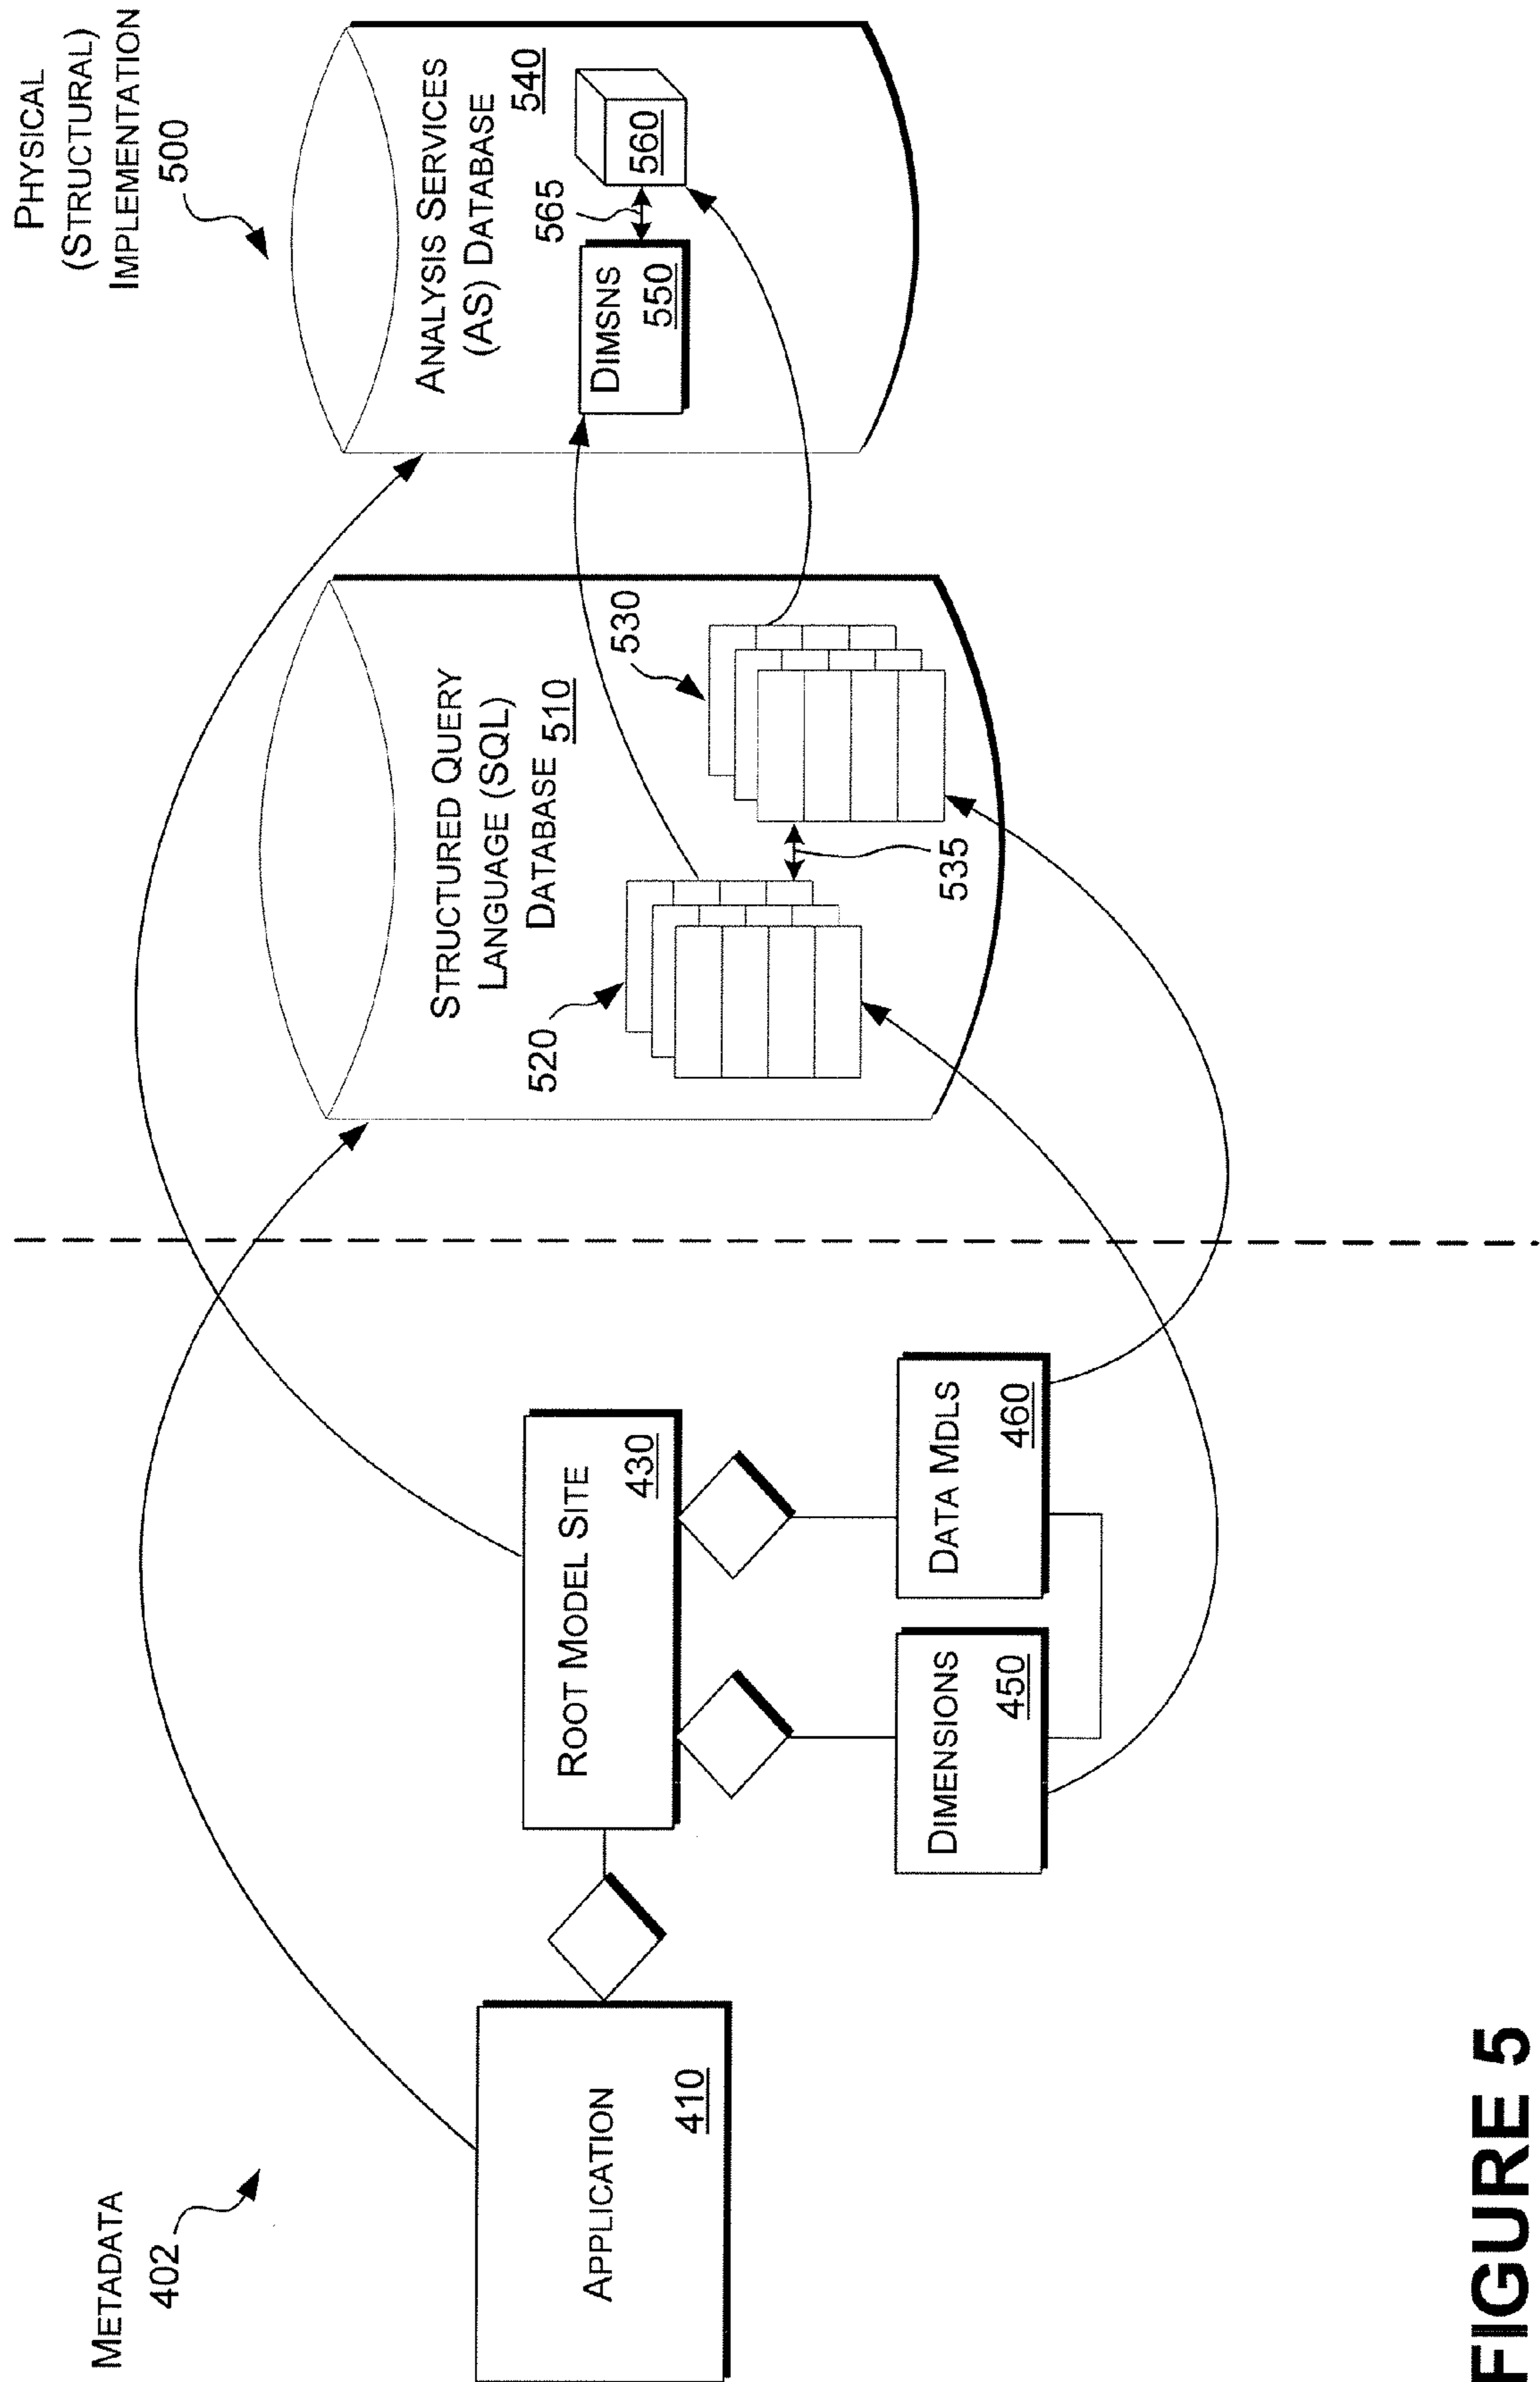 METADATA
402
PHYSICAL
(STRUCTURAL)
IMPLEMENTATION
500
APPLICATION
410
ROOT MODEL SITE
430
DIMENSIONS
450
DATA MDLS
460
STRUCTURED QUERY
LANGUAGE (SQL)
DATABASE 510
520
530
535
ANALYSIS SERVICES
(AS) DATABASE
540
DIMSNS
550
565
560
FIGURE 5